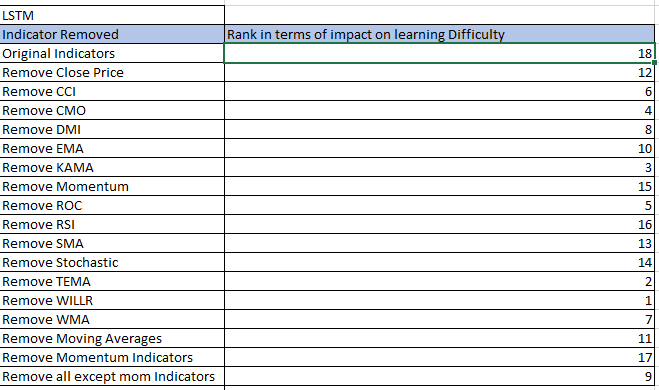 LSTM
Indicator Removed Rank in terms of impact on learning Difficulty
Original Indicators 18
Remove Close Price 12
Remove CCI 6
Remove CMO 4
Remove DMI 8
Remove EMA 10
Remove KAMA 3
Remove Momentum 15
Remove ROC 5
Remove RSI 16
Remove SMA 13
Remove Stochastic 14
Remove TEMA 2
Remove WILLR 1
Remove WMA 7
Remove Moving Averages 11
Remove Momentum Indicators 17
Remove all except mom Indicators 9